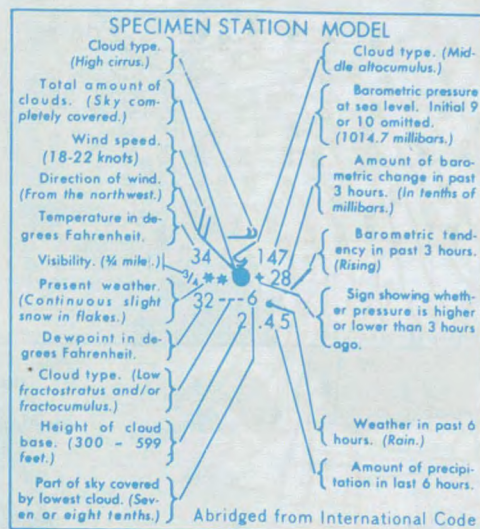 SPECIMEN STATION MODEL
Cloud type.
(High cirrus.)
Total amount of
clouds. (Sky com-
pletely covered.)
Wind speed.
(18-22 knots)
Direction of wind.
(From the northwest.)
Temperature in de-
grees Fahrenheit.
Visibility. (¾ mile.)
Present weather.
(Continuous slight
snow in flakes.)
Dewpoint in de-
grees Fahrenheit.
Cloud type. (Low
fractostratus and/or
fractocumulus.)
Height of cloud
base. (300 - 599
feet.)
Part of sky covered
by lowest cloud. (Sev-
en or eight tenths.)
34 147
3/4 ** +28
32 --- 6
2 .45
Cloud type. (Mid-
dle altocumulus.)
Barometric pressure
at sea level. Initial 9
or 10 omitted.
(1014.7 millibars.)
Amount of baro-
metric change in past
3 hours. (In tenths of
millibars.)
Barometric tend-
ency in past 3 hours.
(Rising)
Sign showing wheth-
er pressure is higher
or lower than 3 hours
ago.
Weather in past 6
hours. (Rain.)
Amount of precipi-
tation in last 6 hours.
Abridged from International Code